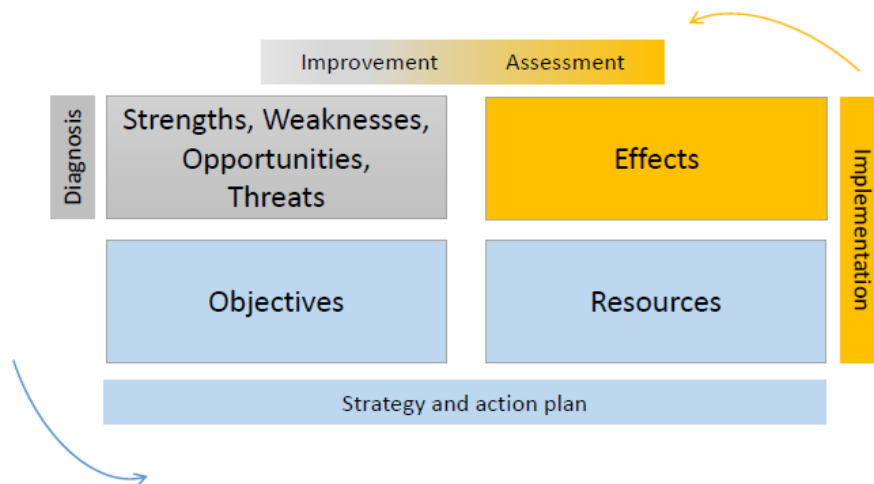 Improvement Assessment
Diagnosis
Strengths, Weaknesses,
Opportunities,
Threats
Effects
Implementation
Objectives
Resources
Strategy and action plan